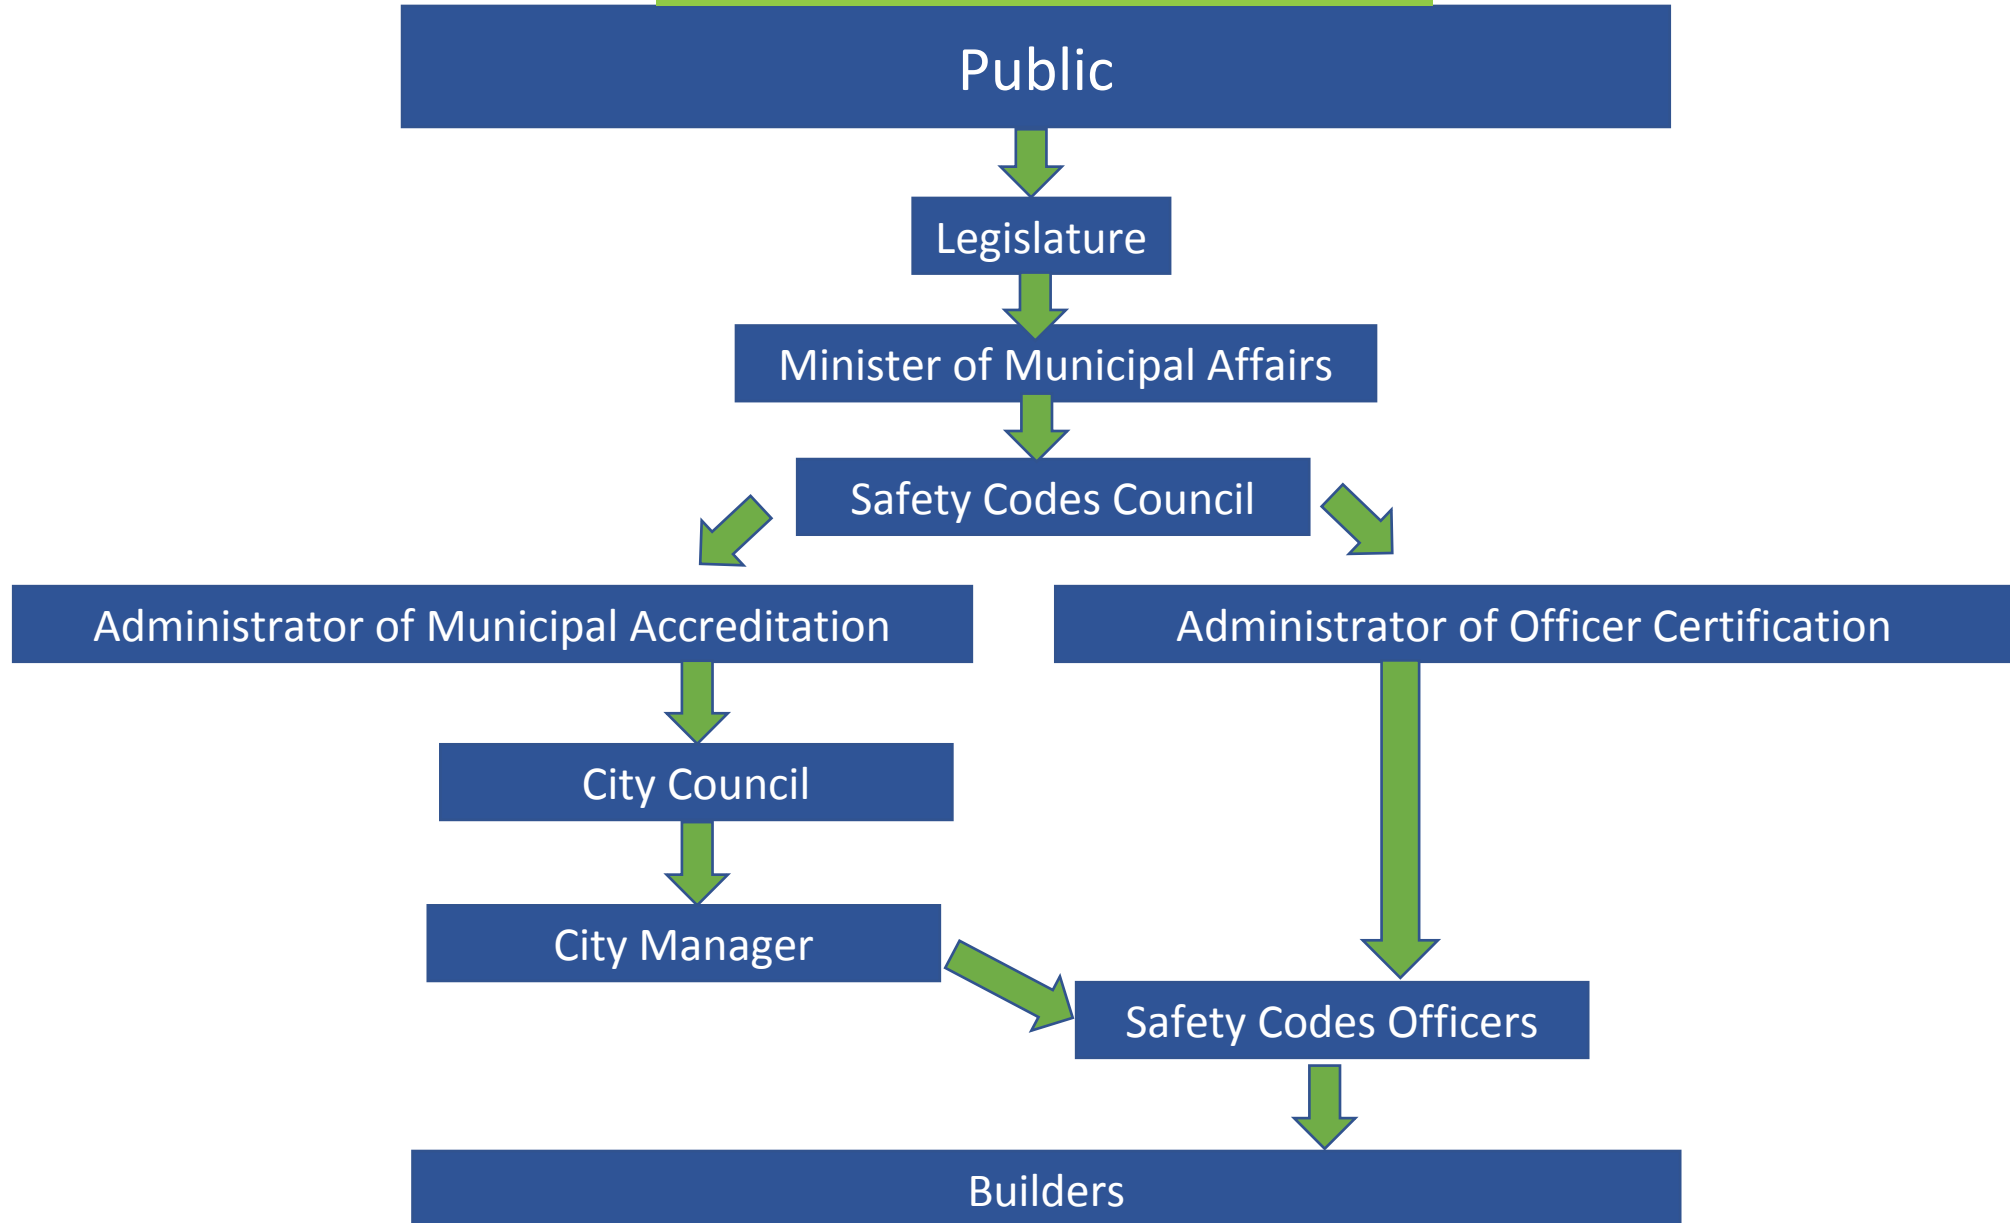 Public
Legislature
Minister of Municipal Affairs
Safety Codes Council
Administrator of Municipal Accreditation
Administrator of Officer Certification
City Council
City Manager
Safety Codes Officers
Builders